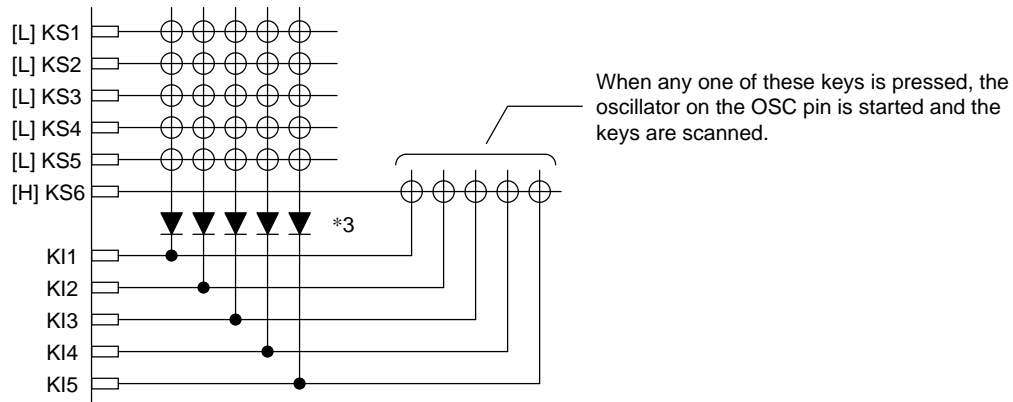 [L] KS1
[L] KS2
[L] KS3
[L] KS4
[L] KS5
[H] KS6
When any one of these keys is pressed, the
oscillator on the OSC pin is started and the
keys are scanned.
*3
KI1
KI2
KI3
KI4
KI5